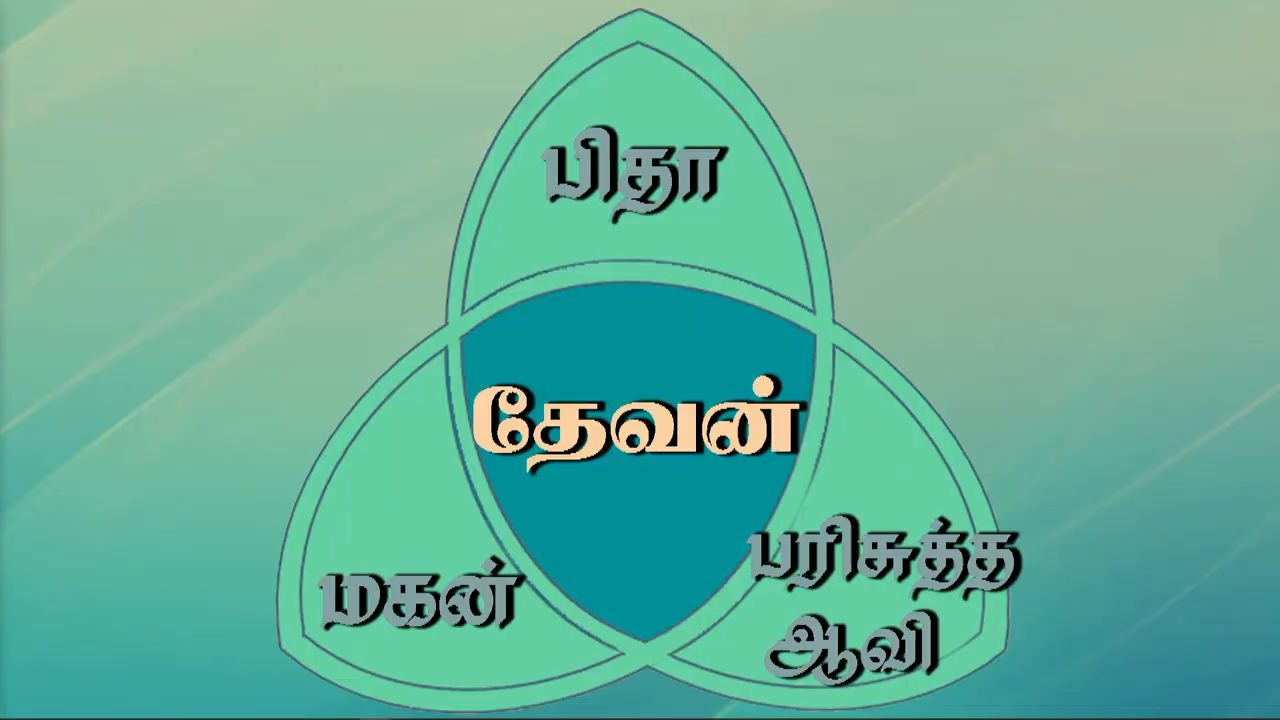 பிதா
தேவன்
மகன்
பரிசுத்த
ஆவி